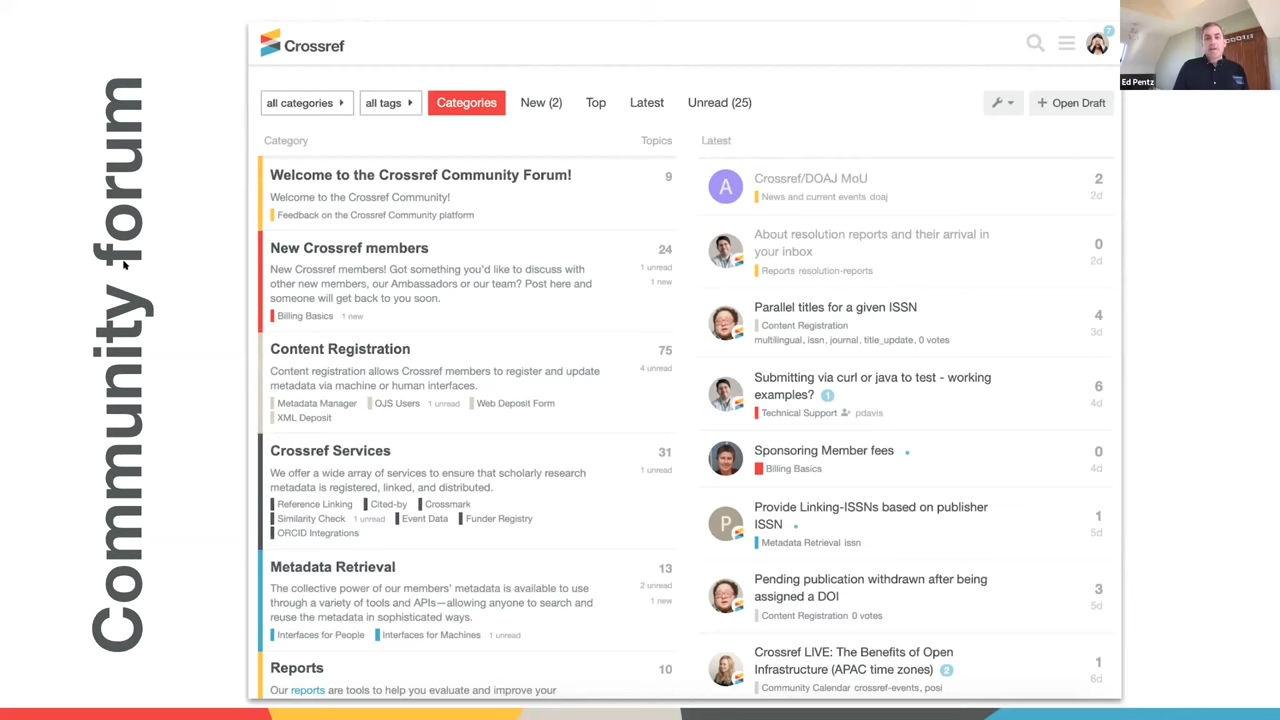 Community forum
Crossref
7
Ed Pentz
all categories
all tags
Categories
New (2)
Top
Latest
Unread (25)
+ Open Draft
Category
Topics
Welcome to the Crossref Community Forum!
9
Welcome to the Crossref Community!
Feedback on the Crossref Community platform
New Crossref members
24
New Crossref members! Got something you'd like to discuss with
1 unread
other new members, our Ambassadors or our team? Post here and
1 new
someone will get back to you soon.
Billing Basics 1 new
Content Registration
75
Content registration allows Crossref members to register and update
4 unread
metadata via machine or human interfaces.
Metadata Manager OJS Users 1 unread Web Deposit Form
XML Deposit
Crossref Services
31
We offer a wide array of services to ensure that scholarly research
1 unread
metadata is registered, linked, and distributed.
Reference Linking Cited-by Crossmark
Similarity Check 1 unread Event Data Funder Registry
ORCID Integrations
Metadata Retrieval
13
The collective power of our members' metadata is available to use
2 unread
through a variety of tools and APIs—allowing anyone to search and
1 new
reuse the metadata in sophisticated ways.
Interfaces for People Interfaces for Machines 1 unread
Reports
10
Our reports are tools to help you evaluate and improve your
Latest
A
Crossref/DOAJ MoU
2
News and current events doaj
2d
About resolution reports and their arrival in
your inbox
0
Reports resolution-reports
2d
Parallel titles for a given ISSN
4
Content Registration
3d
multilingual, issn, journal, title_update, 0 votes
Submitting via curl or java to test - working
examples? 1
6
Technical Support pdavis
4d
Sponsoring Member fees
0
Billing Basics
4d
P
Provide Linking-ISSNs based on publisher
ISSN
1
Metadata Retrieval issn
5d
Pending publication withdrawn after being
assigned a DOI
3
Content Registration 0 votes
5d
Crossref LIVE: The Benefits of Open
Infrastructure (APAC time zones) 2
1
Community Calendar crossref-events, posi
6d